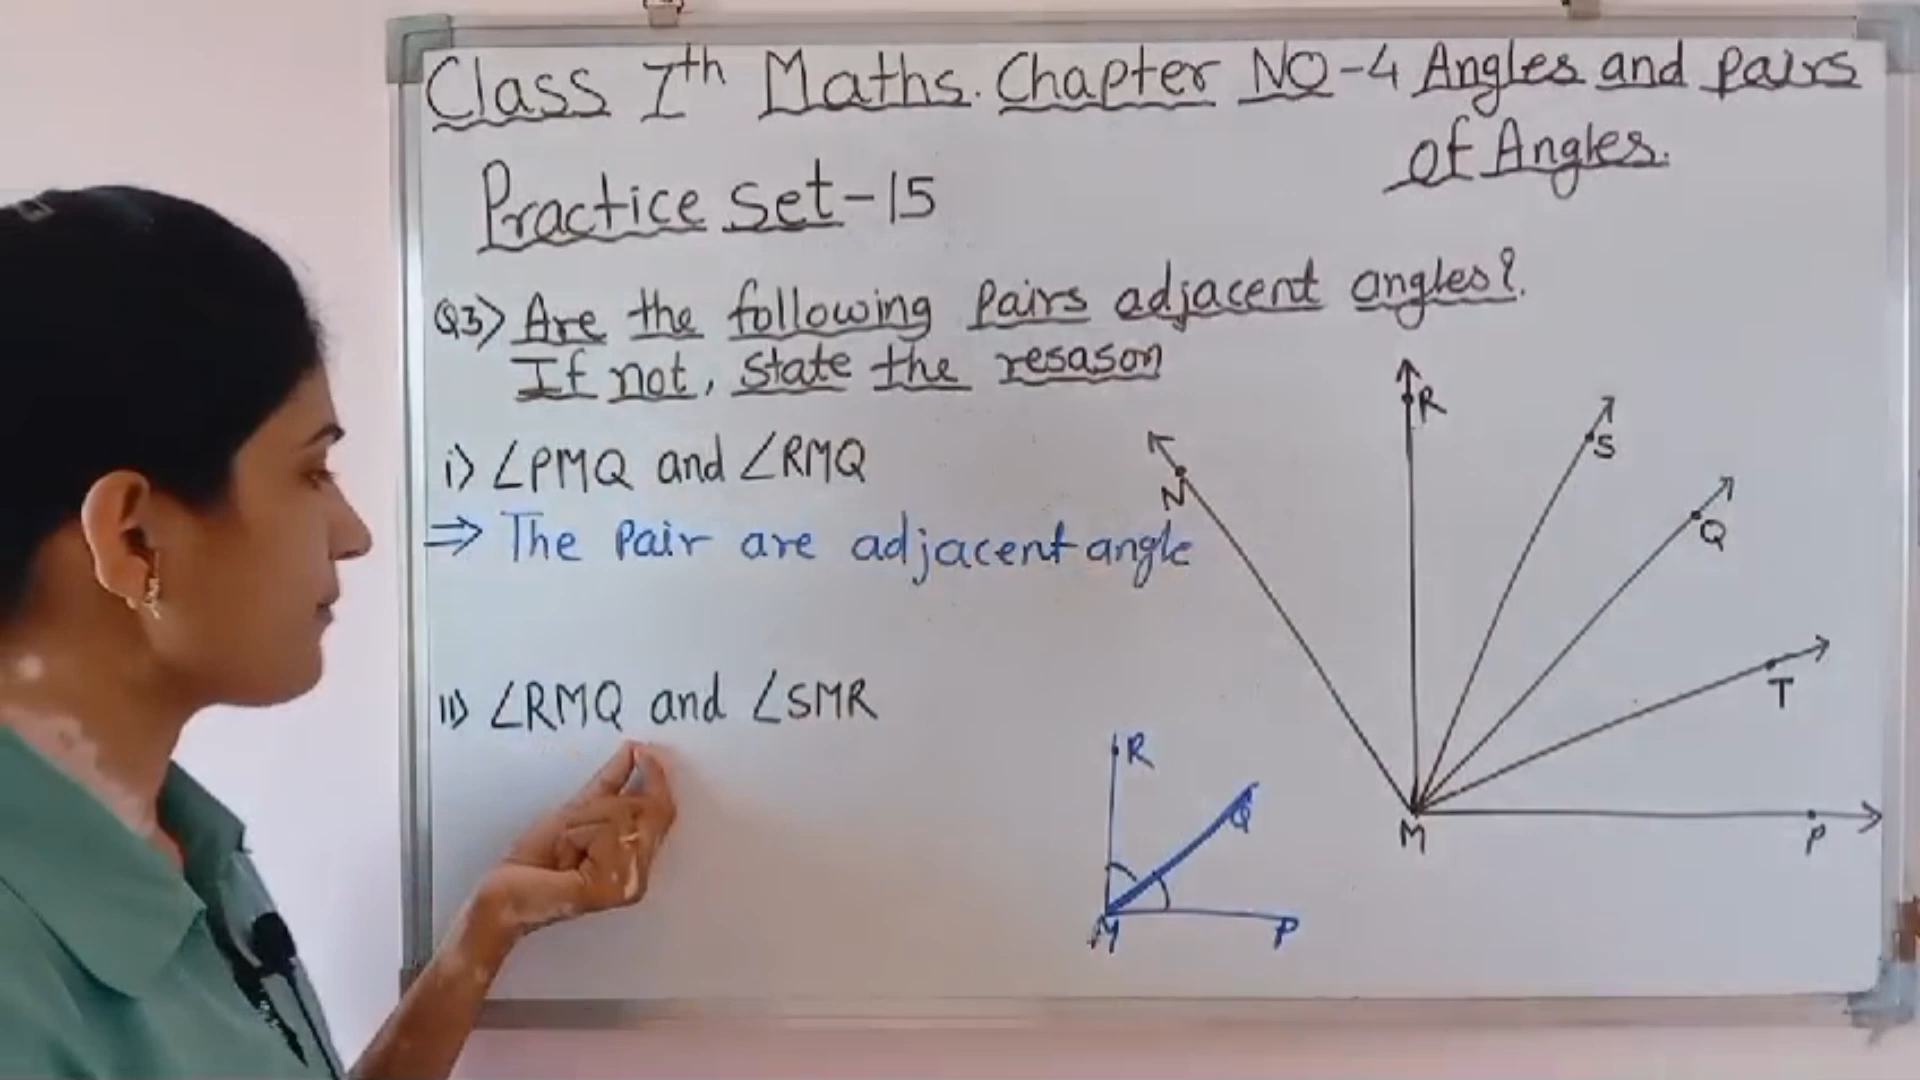 Class 7th Maths. Chapter NO-4 Angles and pairs
of Angles.
Practice set-15
Q3) Are the following pairs adjacent angles?
If not, state the resason
i) ∠PMQ and ∠RMQ
⇒ The pair are adjacent angle
ii) ∠RMQ and ∠SMR
R
S
N
Q
T
M
P
R
Q
M
P